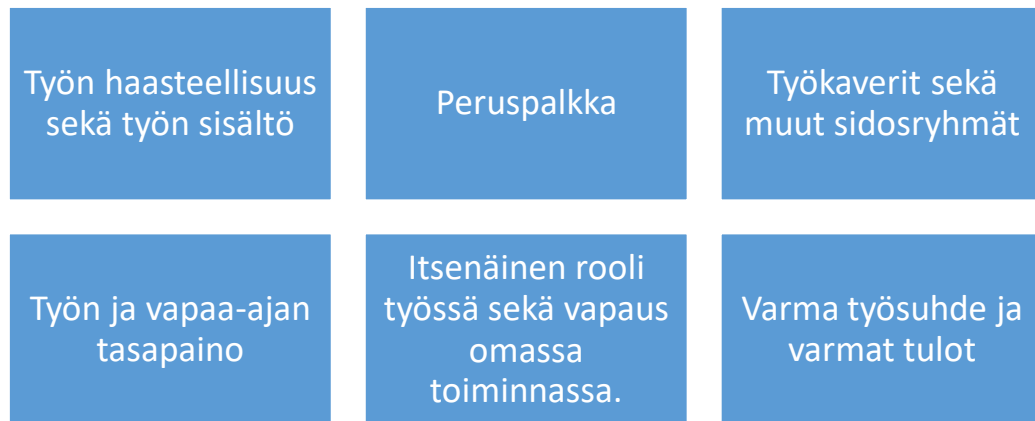 Työn haasteellisuus
sekä työn sisältö
Peruspalkka
Työkaverit sekä
muut sidosryhmät
Työn ja vapaa-ajan
tasapaino
Itsenäinen rooli
työssä sekä vapaus
omassa
toiminnassa.
Varma työsuhde ja
varmat tulot